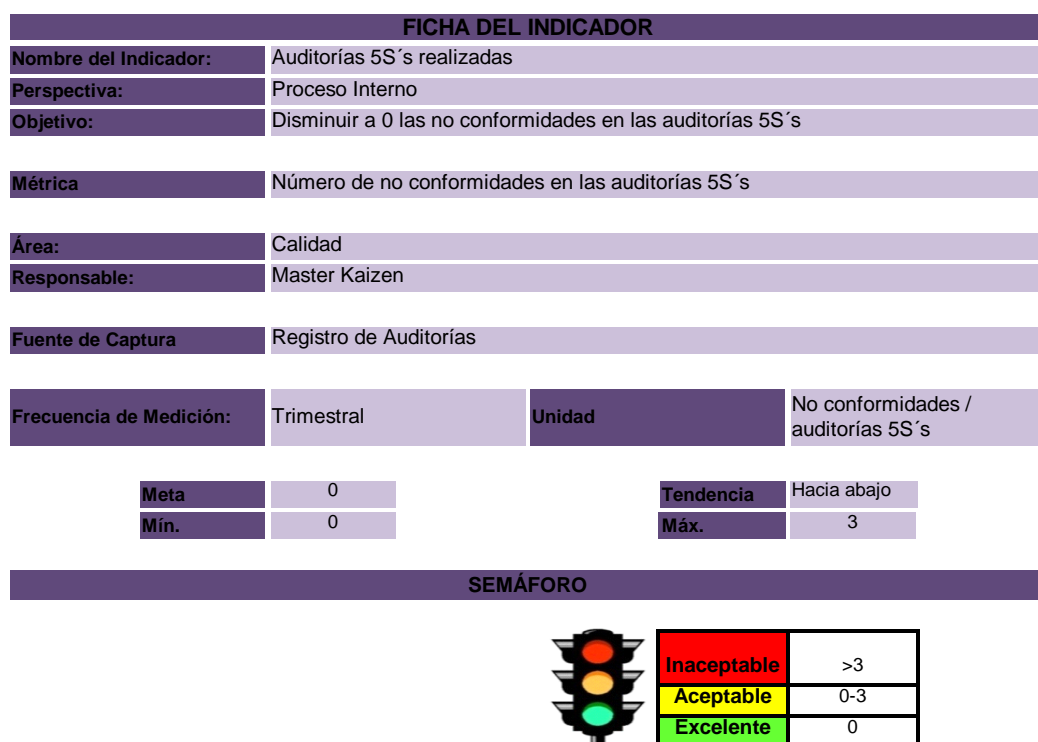 FICHA DEL INDICADOR
Nombre del Indicador: Auditorías 5S´s realizadas
Perspectiva: Proceso Interno
Objetivo: Disminuir a 0 las no conformidades en las auditorías 5S´s
Métrica Número de no conformidades en las auditorías 5S´s
Área: Calidad
Responsable: Master Kaizen
Fuente de Captura Registro de Auditorías
Frecuencia de Medición: Trimestral Unidad No conformidades /
auditorías 5S´s
Meta 0 Tendencia Hacia abajo
Mín. 0 Máx. 3
SEMÁFORO
Inaceptable >3
Aceptable 0-3
Excelente 0